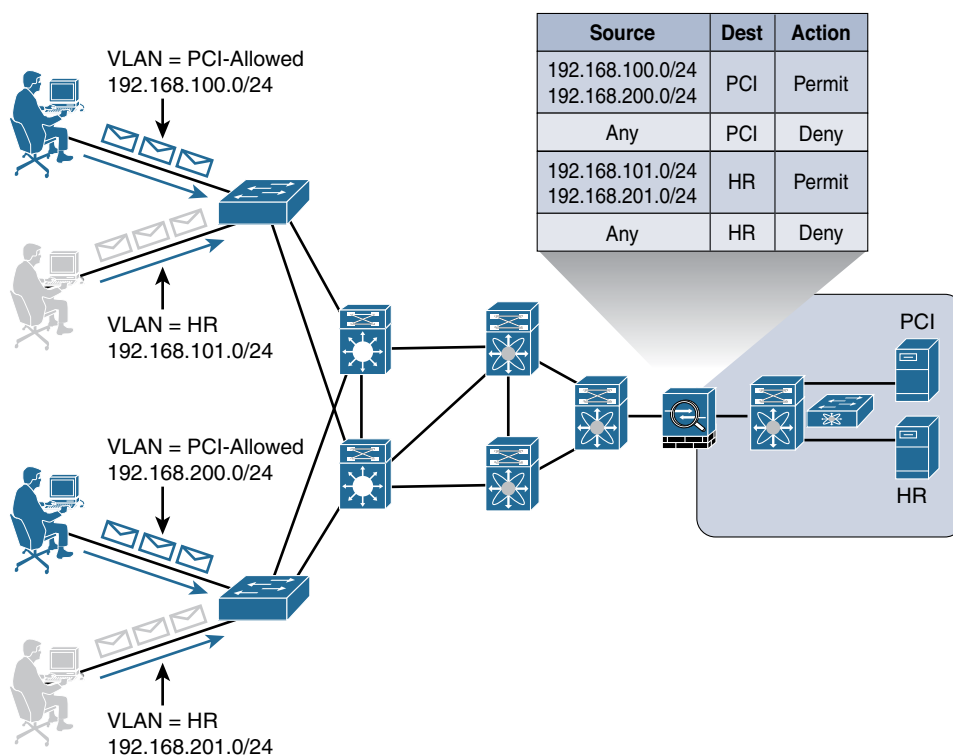 VLAN = PCI-Allowed
192.168.100.0/24
VLAN = HR
192.168.101.0/24
VLAN = PCI-Allowed
192.168.200.0/24
VLAN = HR
192.168.201.0/24
Source Dest Action
192.168.100.0/24
192.168.200.0/24
PCI Permit
Any PCI Deny
192.168.101.0/24
192.168.201.0/24
HR Permit
Any HR Deny
PCI
HR